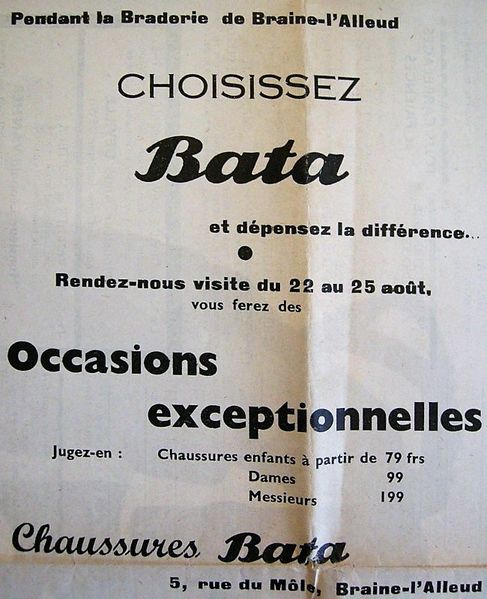 Pendant la Braderie de Braine-l'Alleud
CHOISISSEZ
Bata
et dépensez la différence...
Rendez-nous visite du 22 au 25 août,
vous ferez des
Occasions
exceptionnelles
Jugez-en : Chaussures enfants à partir de 79 frs
Dames 99
Messieurs 199
Chaussures Bata
5, rue du Môle, Braine-l'Alleud